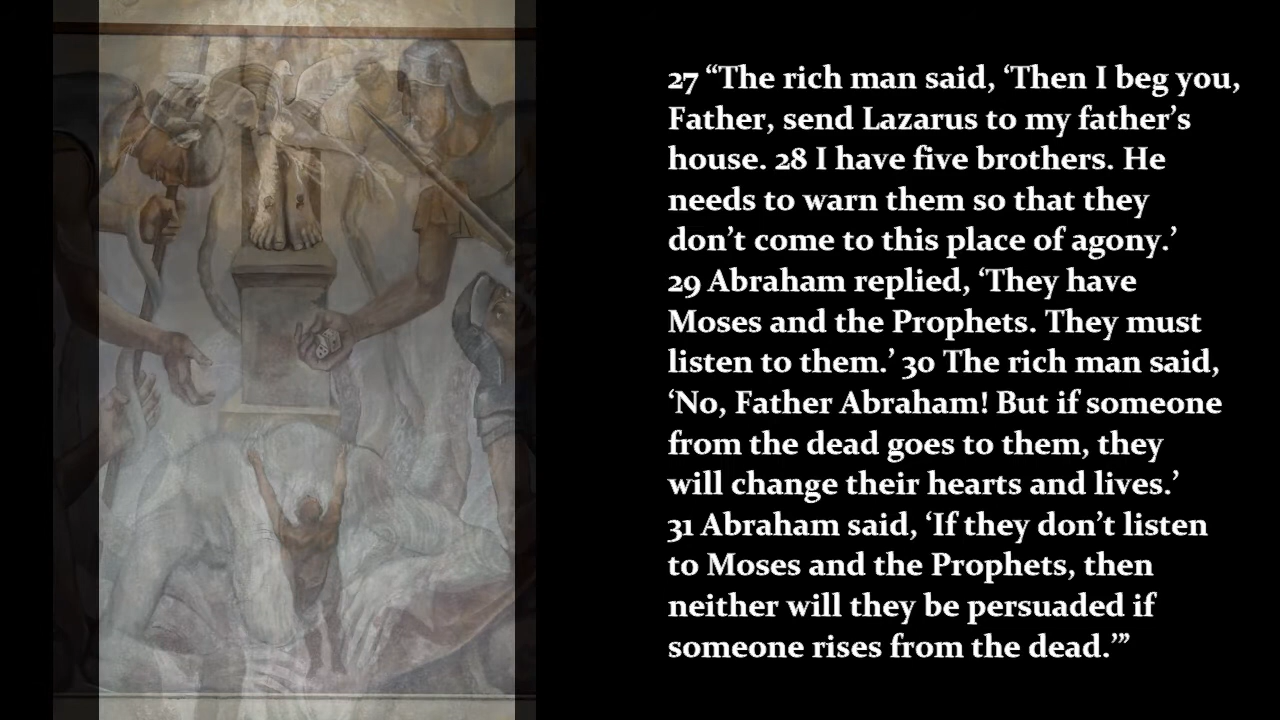 27 “The rich man said, ‘Then I beg you,
Father, send Lazarus to my father’s
house. 28 I have five brothers. He
needs to warn them so that they
don’t come to this place of agony.’
29 Abraham replied, ‘They have
Moses and the Prophets. They must
listen to them.’ 30 The rich man said,
‘No, Father Abraham! But if someone
from the dead goes to them, they
will change their hearts and lives.’
31 Abraham said, ‘If they don’t listen
to Moses and the Prophets, then
neither will they be persuaded if
someone rises from the dead.’”